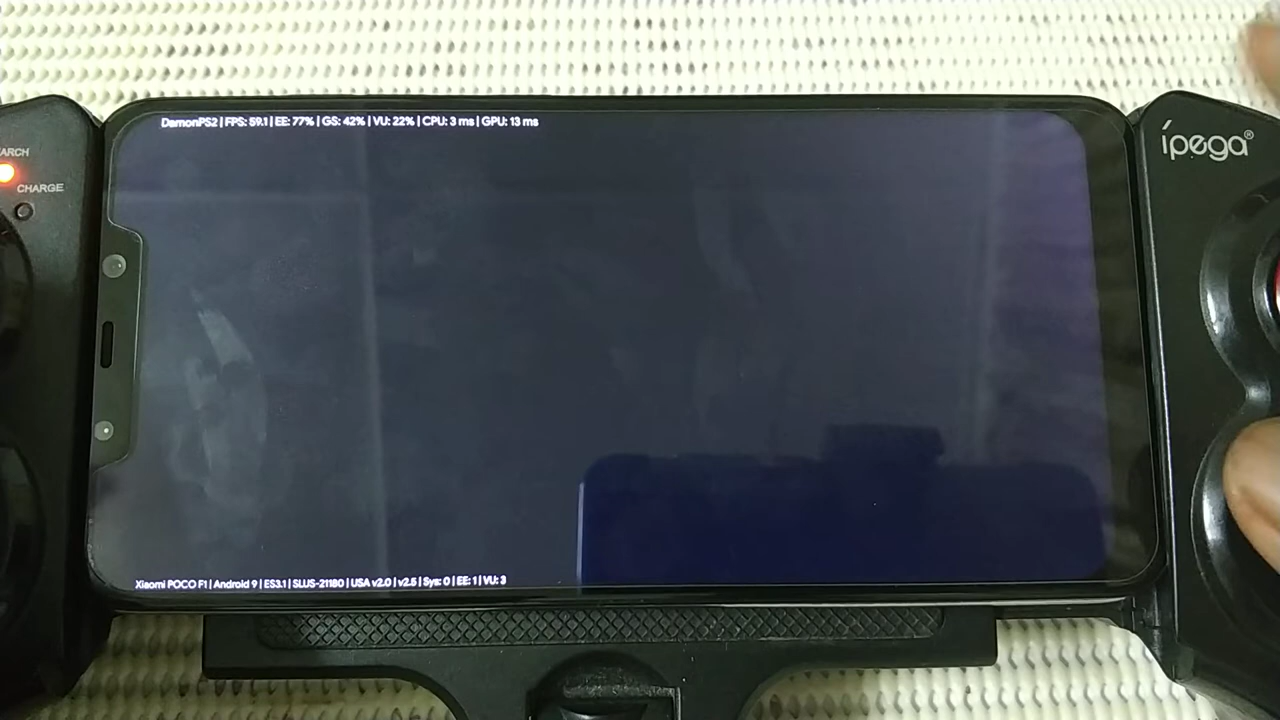 DamonPS2 | FPS: 59.1 | EE: 77% | GS: 42% | VU: 22% | CPU: 3 ms | GPU: 13 ms
ípega®
ARCH
CHARGE
Xiaomi POCO F1 | Android 9 | ES3.1 | SLUS-21180 | USA v2.0 | v2.5 | Sys: 0 | EE: 1 | VU: 3